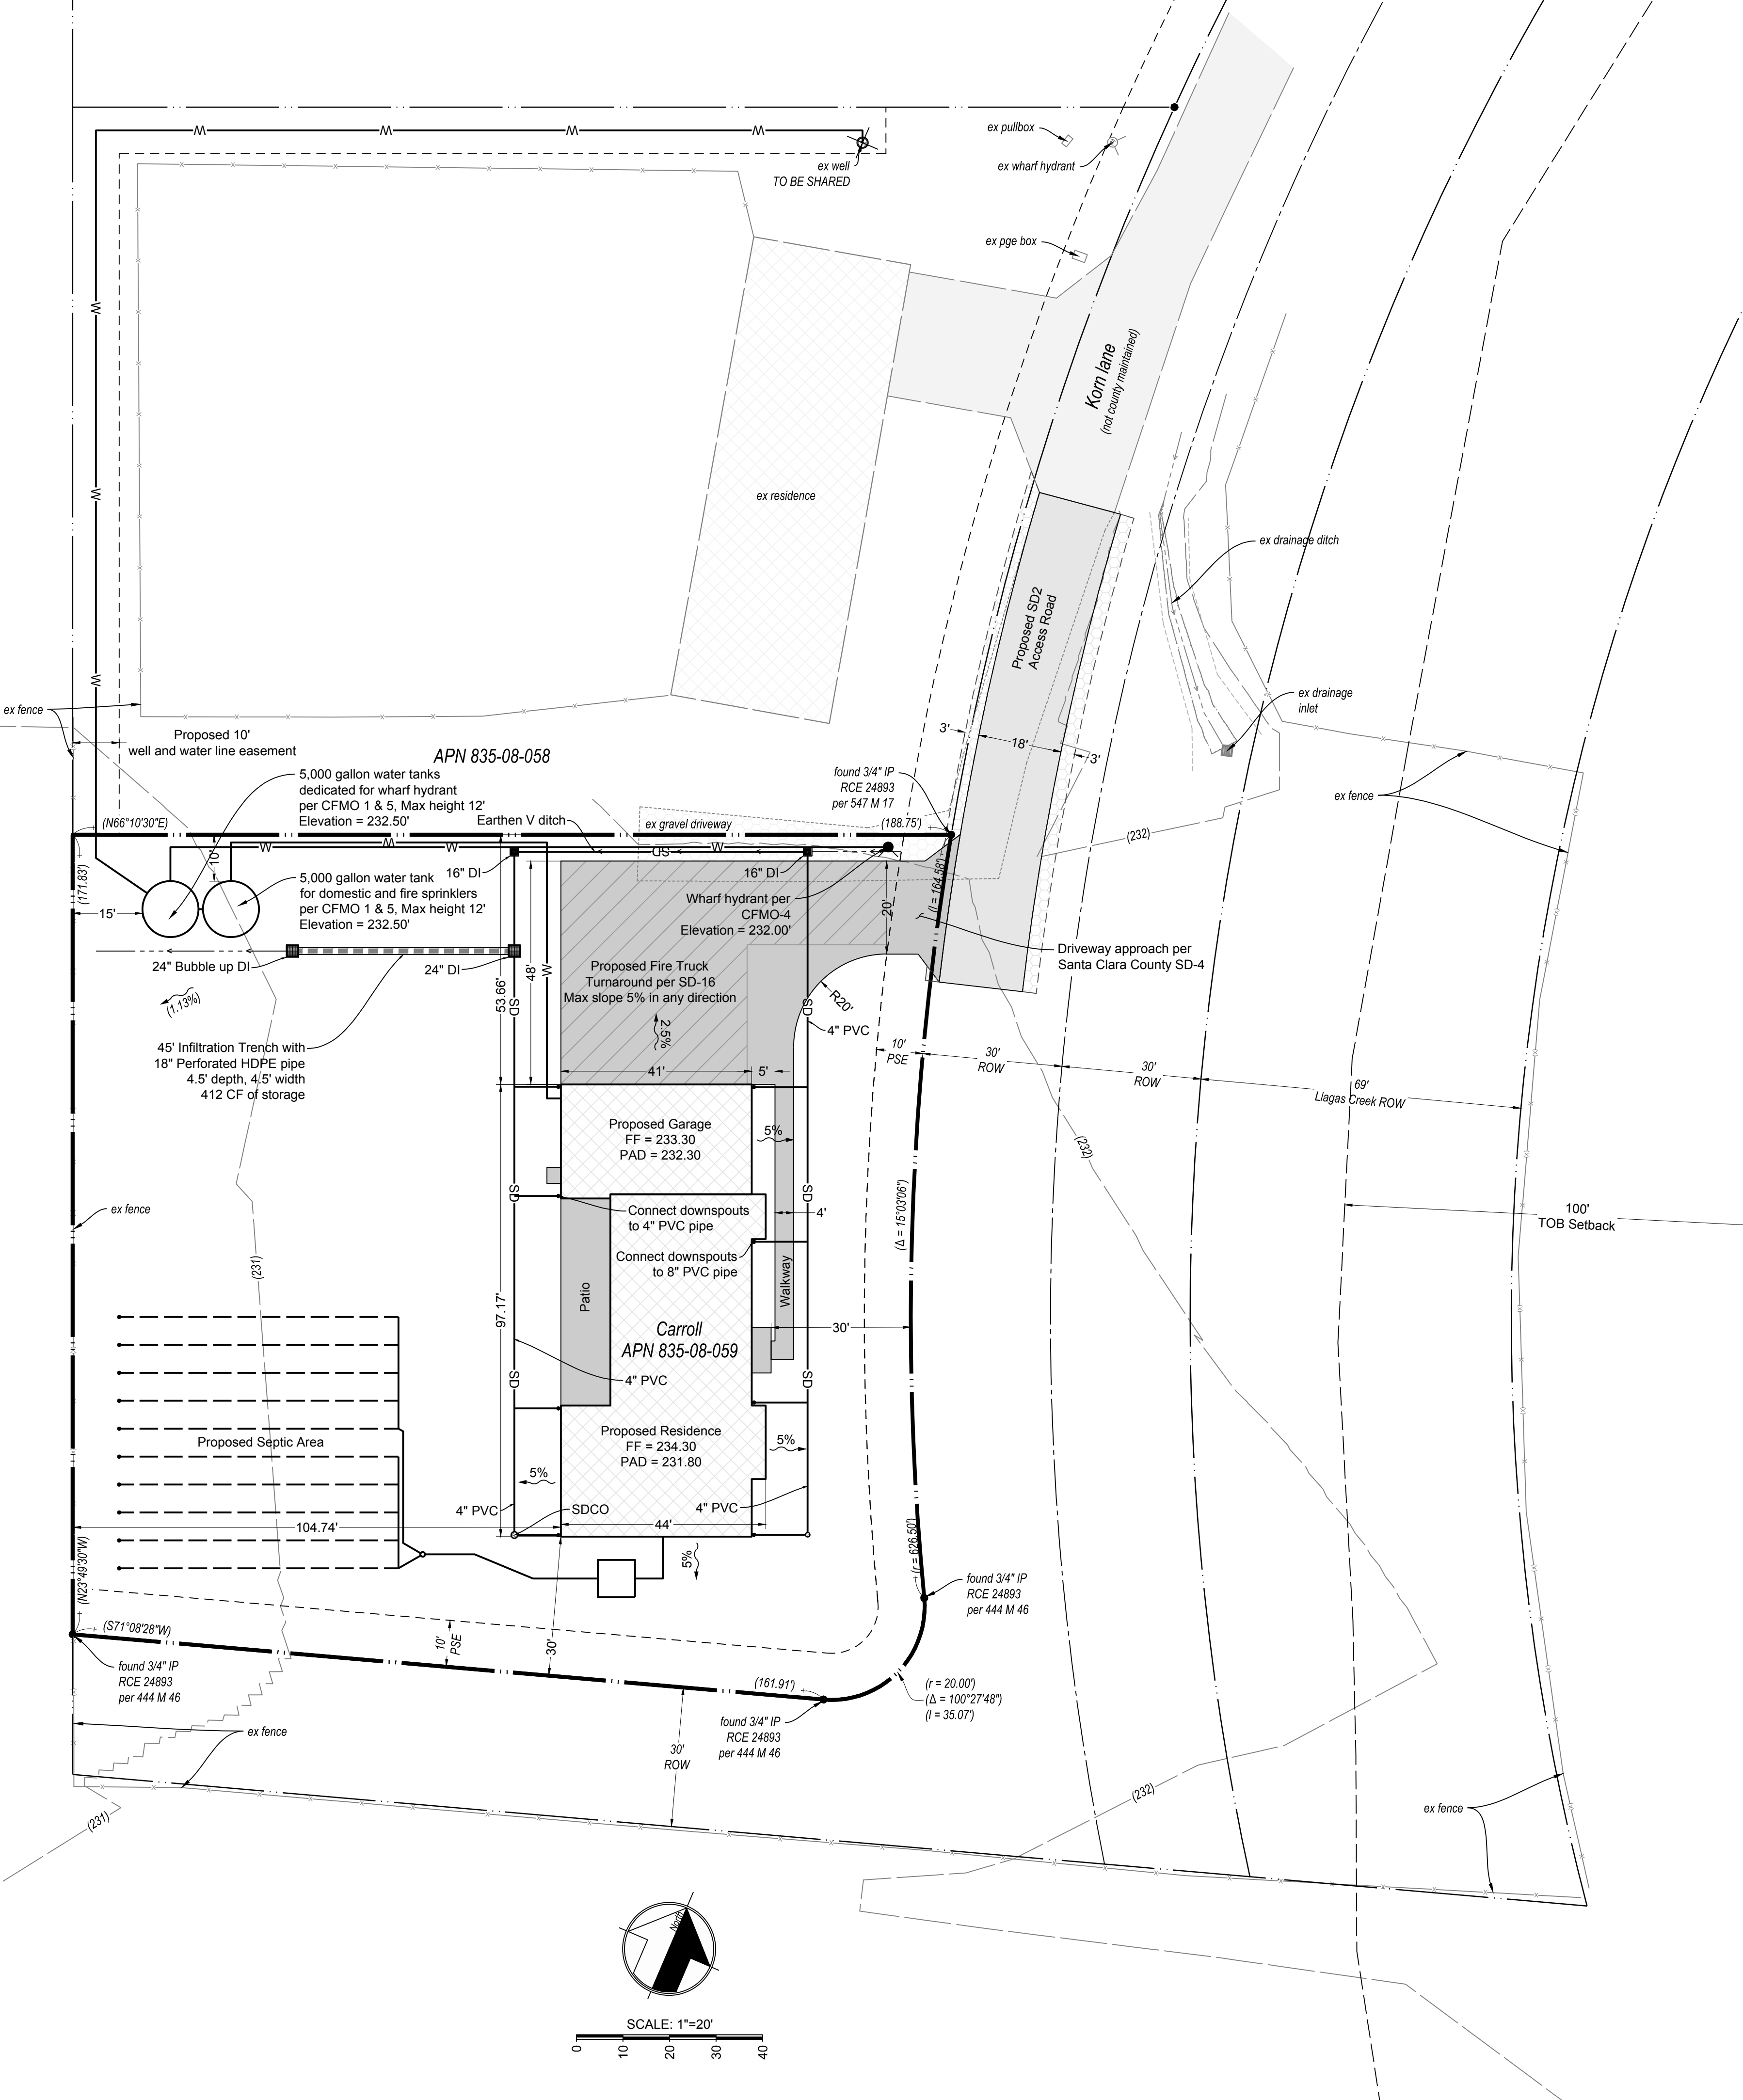 W W W W
ex pullbox
ex wharf hydrant
ex well
TO BE SHARED
ex pge box
W
W
W
Korn lane
(not county maintained)
ex residence
ex drainage ditch
Proposed SD2
Access Road
ex drainage
inlet
ex fence
Proposed 10'
well and water line easement
APN 835-08-058
3'
18'
3'
5,000 gallon water tanks
dedicated for wharf hydrant
per CFMO 1 & 5, Max height 12'
Elevation = 232.50'
found 3/4" IP
RCE 24893
per 547 M 17
ex fence
(N66°10'30"E)
Earthen V ditch
ex gravel driveway
(188.75')
(232)
W W W W
SD
10'
(171.83')
16" DI
16" DI
(l = 164.58')
5,000 gallon water tank
for domestic and fire sprinklers
per CFMO 1 & 5, Max height 12'
Elevation = 232.50'
15'
Wharf hydrant per
CFMO-4
Elevation = 232.00'
20'
Driveway approach per
Santa Clara County SD-4
24" Bubble up DI
24" DI
48'
W
53.66'
Proposed Fire Truck
Turnaround per SD-16
Max slope 5% in any direction
(1.13%)
R20'
SD
SD
2.5%
4" PVC
45' Infiltration Trench with
18" Perforated HDPE pipe
4.5' depth, 4.5' width
412 CF of storage
10'
PSE
30'
ROW
30'
ROW
69'
Llagas Creek ROW
41'
5'
Proposed Garage
FF = 233.30
PAD = 232.30
5%
(232)
SD
SD
ex fence
Connect downspouts
to 4" PVC pipe
4'
(Δ = 15°03'06")
100'
TOB Setback
Connect downspouts
to 8" PVC pipe
(231)
Patio
Walkway
97.17'
Carroll
APN 835-08-059
30'
SD
SD
4" PVC
Proposed Septic Area
Proposed Residence
FF = 234.30
PAD = 231.80
5%
5%
4" PVC
SDCO
4" PVC
104.74'
44'
(r = 626.50')
5%
(N23°49'30"W)
found 3/4" IP
RCE 24893
per 444 M 46
(S71°08'28"W)
10'
PSE
30'
found 3/4" IP
RCE 24893
per 444 M 46
(161.91')
(r = 20.00')
(Δ = 100°27'48")
(l = 35.07')
found 3/4" IP
RCE 24893
per 444 M 46
ex fence
30'
ROW
(232)
ex fence
(231)
North
SCALE: 1"=20'
0 10 20 30 40